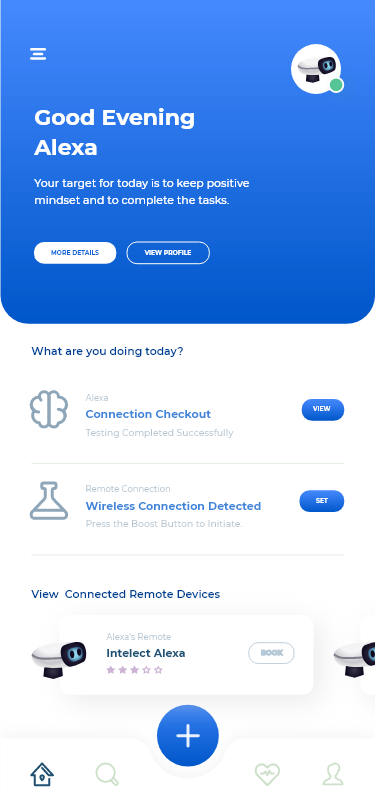 Good Evening
Alexa
Your target for today is to keep positive
mindset and to complete the tasks.
MORE DETAILS
VIEW PROFILE
What are you doing today?
Alexa
Connection Checkout
Testing Completed Successfully
VIEW
Remote Connection
Wireless Connection Detected
Press the Boost Button to Initiate.
SET
View Connected Remote Devices
Alexa's Remote
Intelect Alexa
BOOK